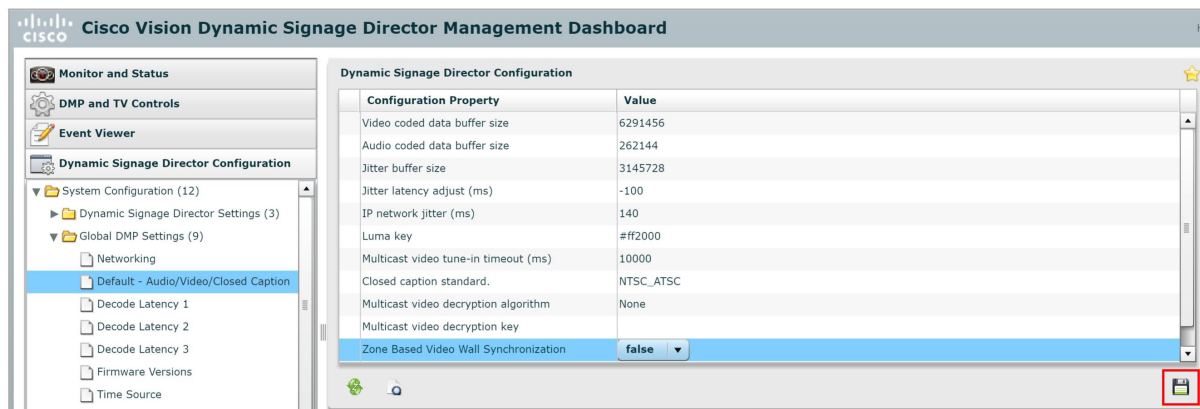 CISCO
Cisco Vision Dynamic Signage Director Management Dashboard
Monitor and Status
DMP and TV Controls
Event Viewer
Dynamic Signage Director Configuration
System Configuration (12)
Dynamic Signage Director Settings (3)
Global DMP Settings (9)
Networking
Default - Audio/Video/Closed Caption
Decode Latency 1
Decode Latency 2
Decode Latency 3
Firmware Versions
Time Source
Dynamic Signage Director Configuration
Configuration Property Value
Video coded data buffer size 6291456
Audio coded data buffer size 262144
Jitter buffer size 3145728
Jitter latency adjust (ms) -100
IP network jitter (ms) 140
Luma key #ff2000
Multicast video tune-in timeout (ms) 10000
Closed caption standard. NTSC_ATSC
Multicast video decryption algorithm None
Multicast video decryption key
Zone Based Video Wall Synchronization false